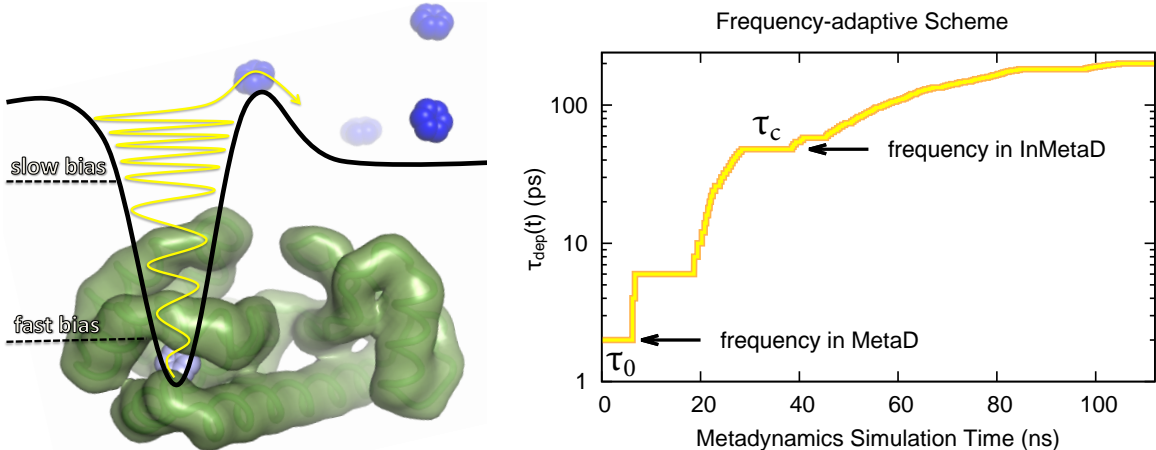 slow bias
fast bias
Frequency-adaptive Scheme
τdep(t) (ps)
100
10
1
τc
frequency in InMetaD
frequency in MetaD
τ0
0 20 40 60 80 100
Metadynamics Simulation Time (ns)